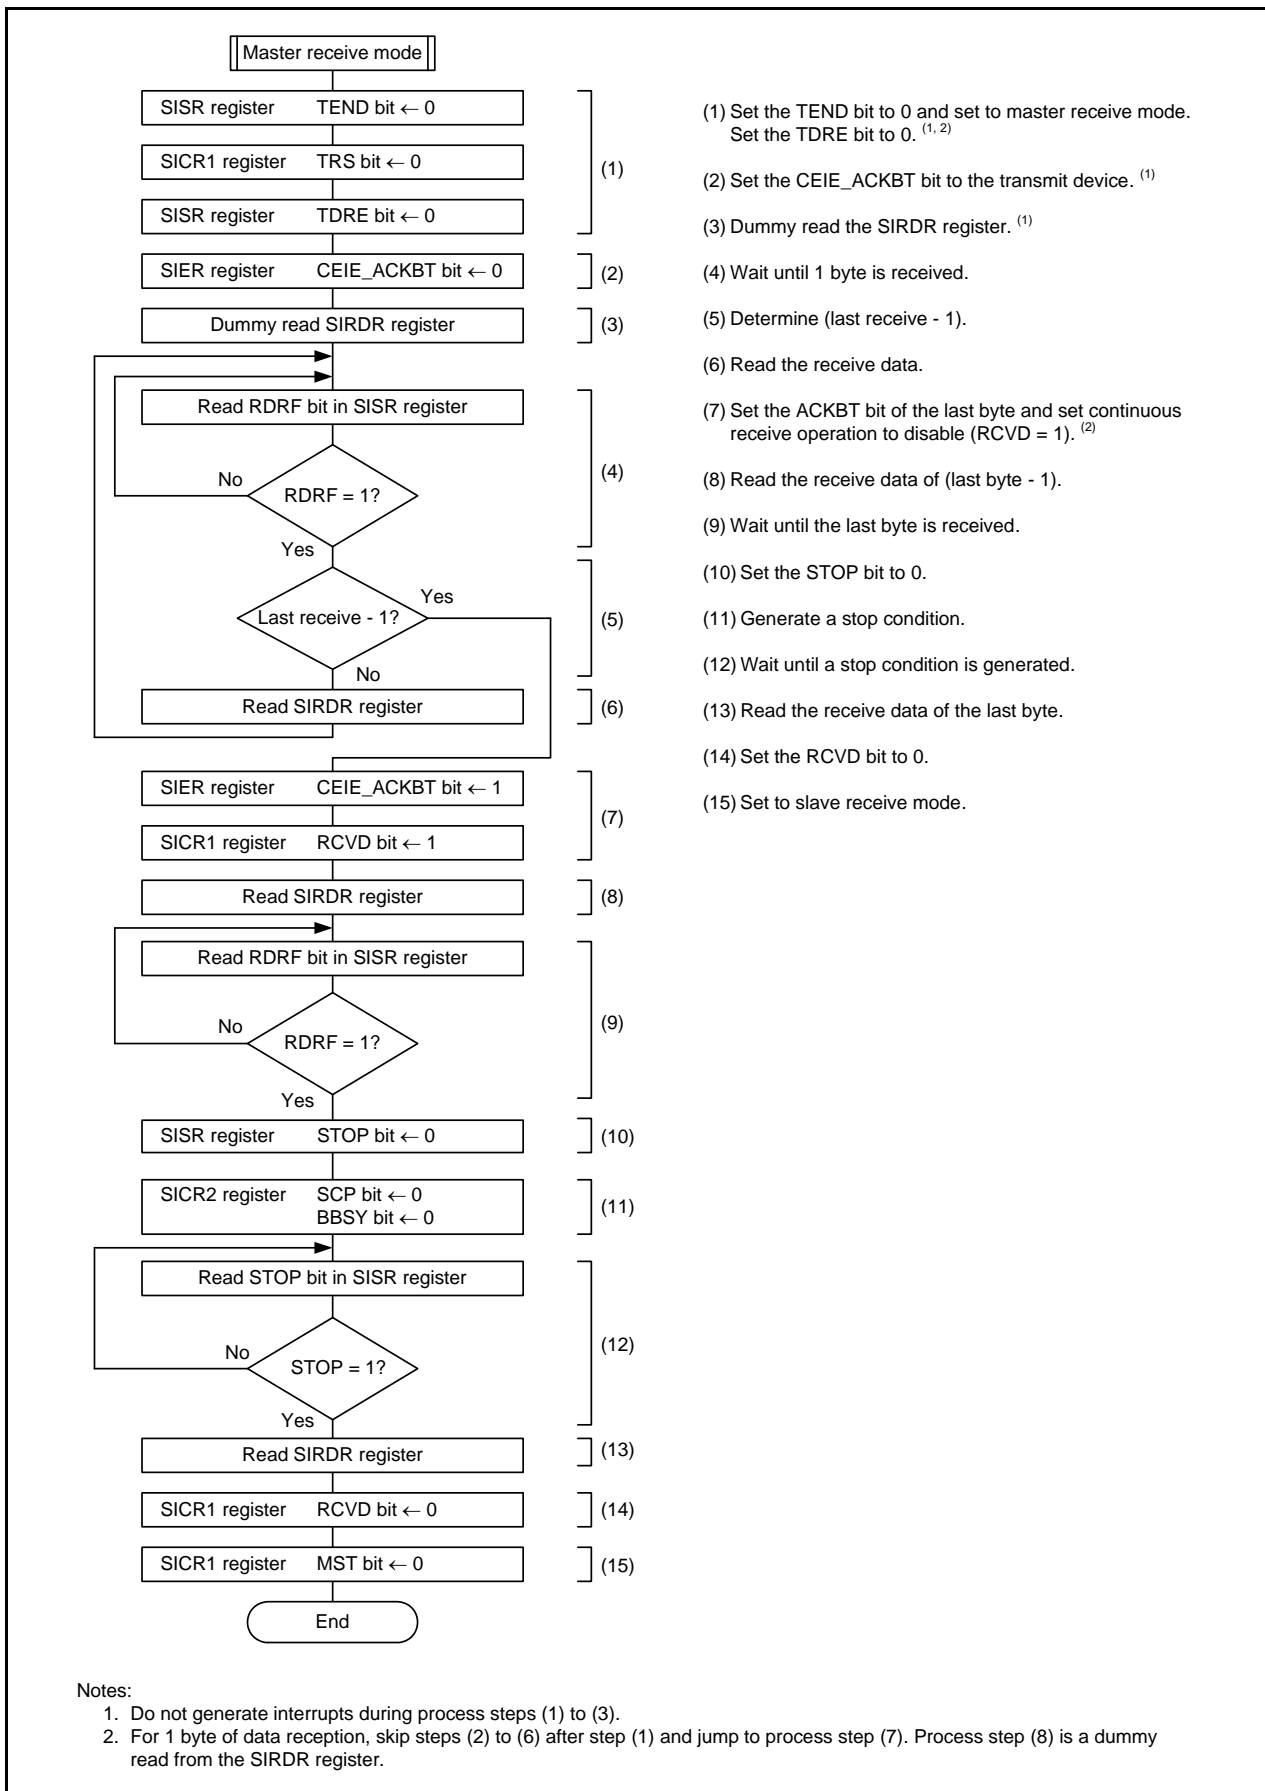 Master receive mode
SISR register TEND bit ← 0
SICR1 register TRS bit ← 0
SISR register TDRE bit ← 0
(1)
SIER register CEIE_ACKBT bit ← 0
(2)
Dummy read SIRDR register
(3)
Read RDRF bit in SISR register
No
RDRF = 1?
Yes
(4)
Last receive - 1?
Yes
No
(5)
Read SIRDR register
(6)
SIER register CEIE_ACKBT bit ← 1
SICR1 register RCVD bit ← 1
(7)
Read SIRDR register
(8)
Read RDRF bit in SISR register
No
RDRF = 1?
Yes
(9)
SISR register STOP bit ← 0
(10)
SICR2 register SCP bit ← 0
BBSY bit ← 0
(11)
Read STOP bit in SISR register
No
STOP = 1?
Yes
(12)
Read SIRDR register
(13)
SICR1 register RCVD bit ← 0
(14)
SICR1 register MST bit ← 0
(15)
End
(1) Set the TEND bit to 0 and set to master receive mode.
Set the TDRE bit to 0. (1, 2)
(2) Set the CEIE_ACKBT bit to the transmit device. (1)
(3) Dummy read the SIRDR register. (1)
(4) Wait until 1 byte is received.
(5) Determine (last receive - 1).
(6) Read the receive data.
(7) Set the ACKBT bit of the last byte and set continuous
receive operation to disable (RCVD = 1). (2)
(8) Read the receive data of (last byte - 1).
(9) Wait until the last byte is received.
(10) Set the STOP bit to 0.
(11) Generate a stop condition.
(12) Wait until a stop condition is generated.
(13) Read the receive data of the last byte.
(14) Set the RCVD bit to 0.
(15) Set to slave receive mode.
Notes:
1. Do not generate interrupts during process steps (1) to (3).
2. For 1 byte of data reception, skip steps (2) to (6) after step (1) and jump to process step (7). Process step (8) is a dummy
read from the SIRDR register.